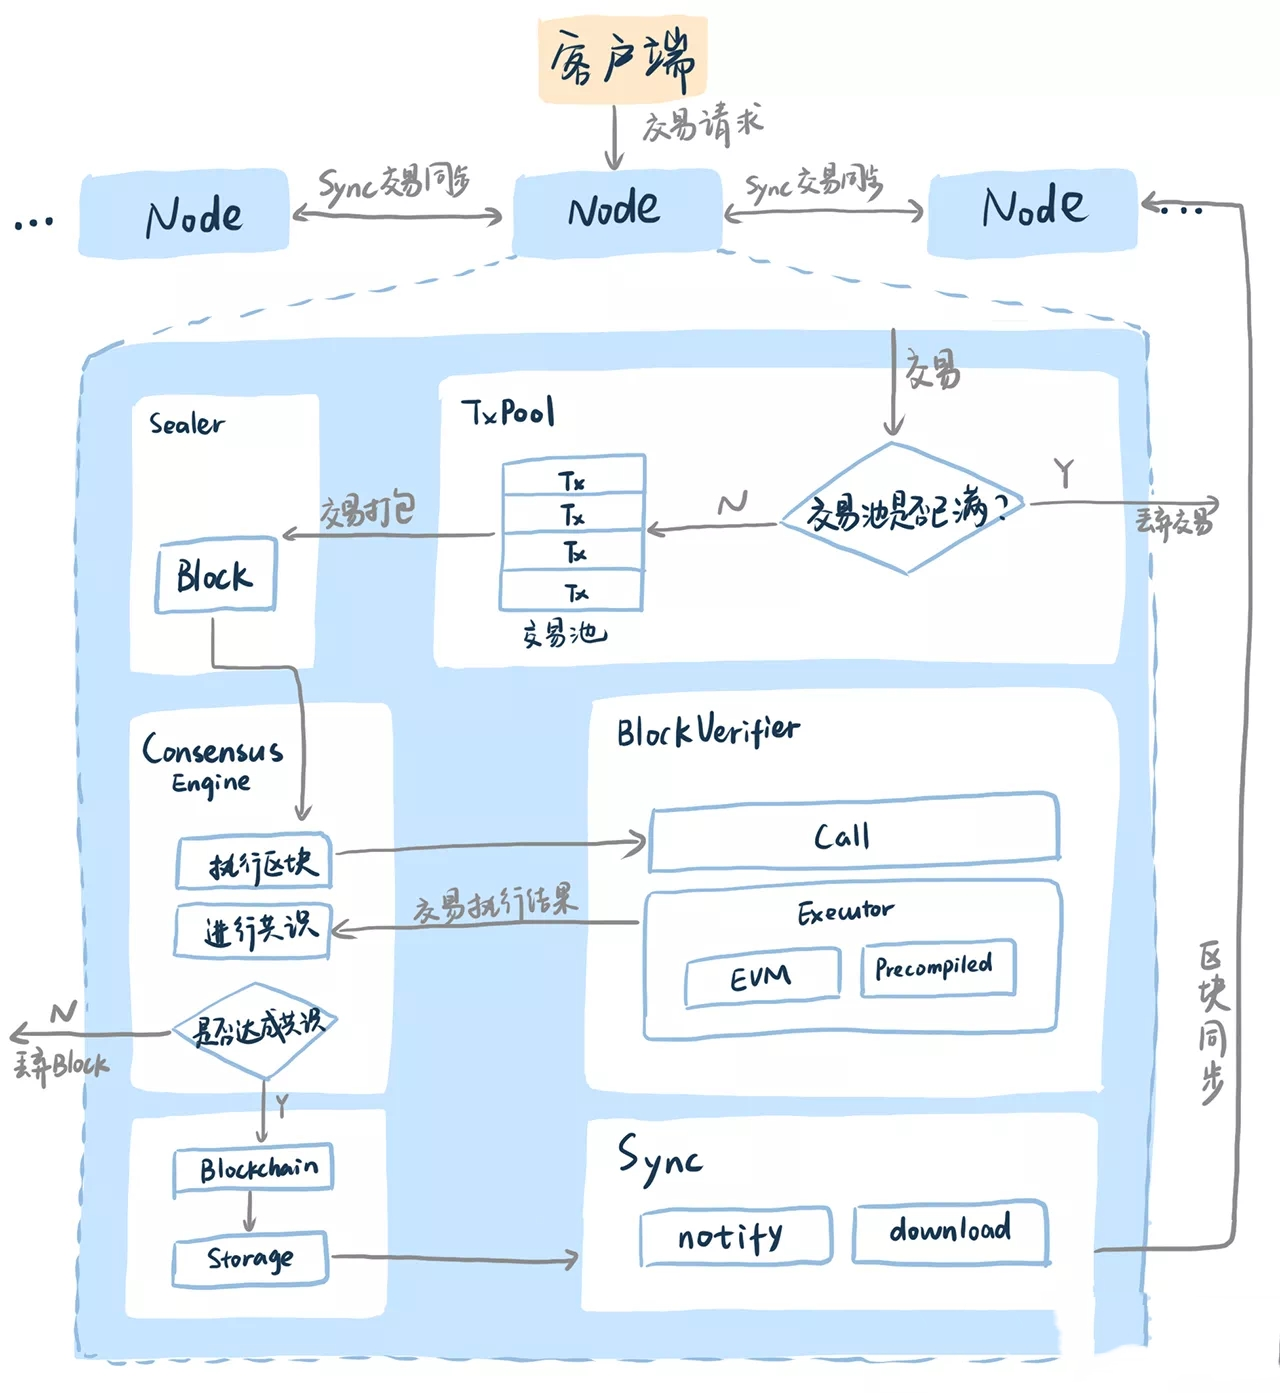 客户端
交易请求
Sync交易同步
Sync交易同步
...
Node
Node
Node
...
交易
Sealer
TxPool
Tx
Tx
Tx
Tx
交易池
交易打包
N
交易池是否已满？
Y
丢弃交易
Block
Consensus
Engine
执行区块
进行共识
是否达成共识
N
丢弃Block
Y
交易执行结果
BlockVerifier
Call
Executor
EVM
Precompiled
Blockchain
Storage
Sync
notify
download
区块同步